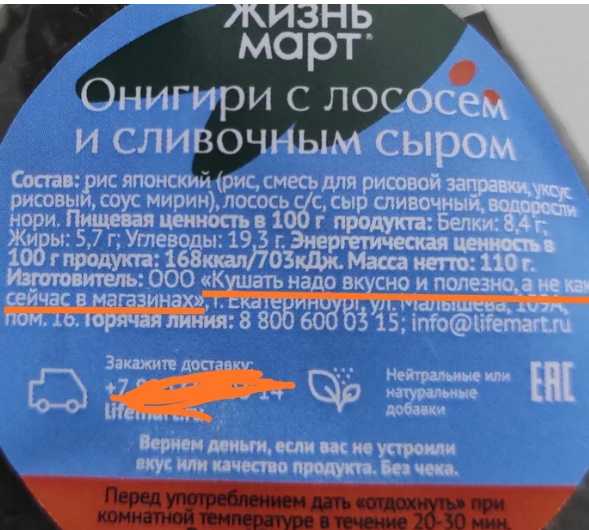 ЖИЗНЬ
март®
Онигири с лососем
и сливочным сыром
Состав: рис японский (рис, смесь для рисовой заправки, уксус
рисовый, соус мирин), лосось с/с, сыр сливочный, водоросли
нори. Пищевая ценность в 100 г продукта: Белки: 8,4 г;
Жиры: 5,7 г; Углеводы: 19,3 г. Энергетическая ценность в
100 г продукта: 168ккал/703кДж. Масса нетто: 110 г.
Изготовитель: ООО «Кушать надо вкусно и полезно, а не как
сейчас в магазинах», г. Екатеринбург, ул. Малышева, 109А,
пом. 16. Горячая линия: 8 800 600 03 15; info@lifemart.ru
Закажите доставку:
+7 14
lifemart.ru
Нейтральные или
натуральные
добавки
ЕАС
Вернем деньги, если вас не устроили
вкус или качество продукта. Без чека.
Перед употреблением дать «отдохнуть» при
комнатной температуре в течение 20-30 мин.